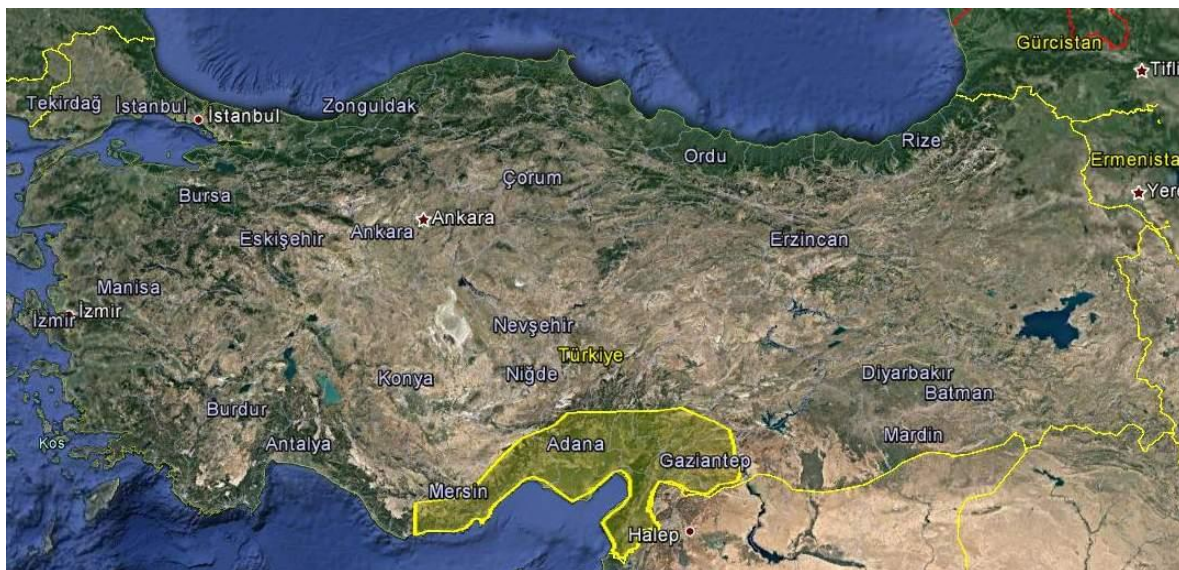 Gürcistan
Tifli
Tekirdağ
İstanbul
İstanbul
Zonguldak
Ordu
Rize
Ermenista
Yere
Çorum
Bursa
Ankara
Ankara
Eskişehir
Erzincan
Manisa
İzmir
İzmir
Nevşehir
Türkiye
Konya
Niğde
Diyarbakır
Batman
Burdur
Antalya
Kos
Adana
Gaziantep
Mardin
Mersin
Halep